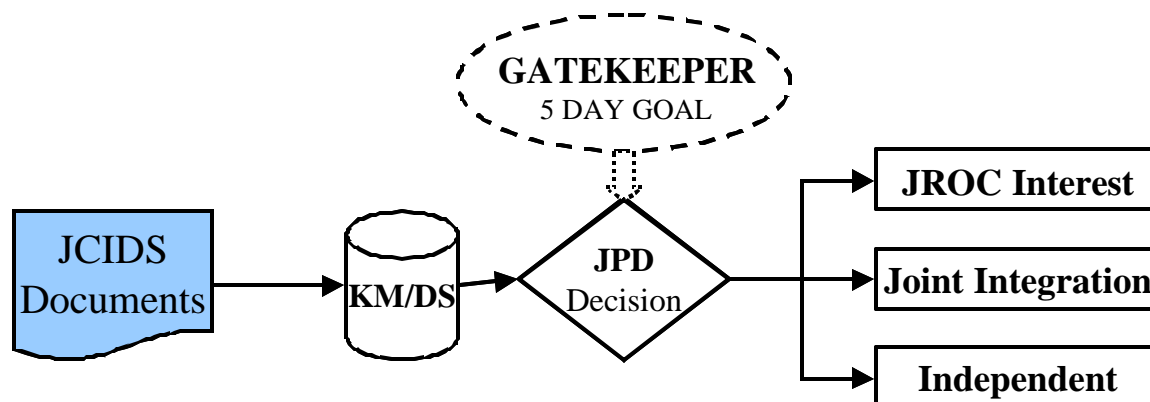 GATEKEEPER
5 DAY GOAL
JCIDS
Documents
KM/DS
JPD
Decision
JROC Interest
Joint Integration
Independent